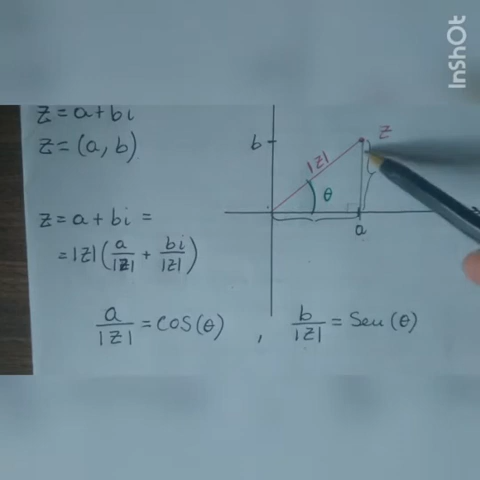 z = a + bi
z = (a, b)
z = a + bi =
= |z| ( a/|z| + bi/|z| )
a/|z| = cos(θ) , b/|z| = Sen(θ)
b
|z|
z
θ
a
InShOt